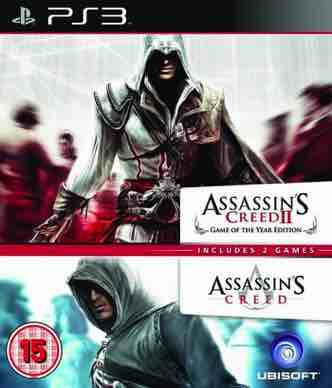 PS3
ASSASSIN'S
CREED II
GAME OF THE YEAR EDITION
INCLUDES 2 GAMES
ASSASSIN'S
CREED
15
UBISOFT